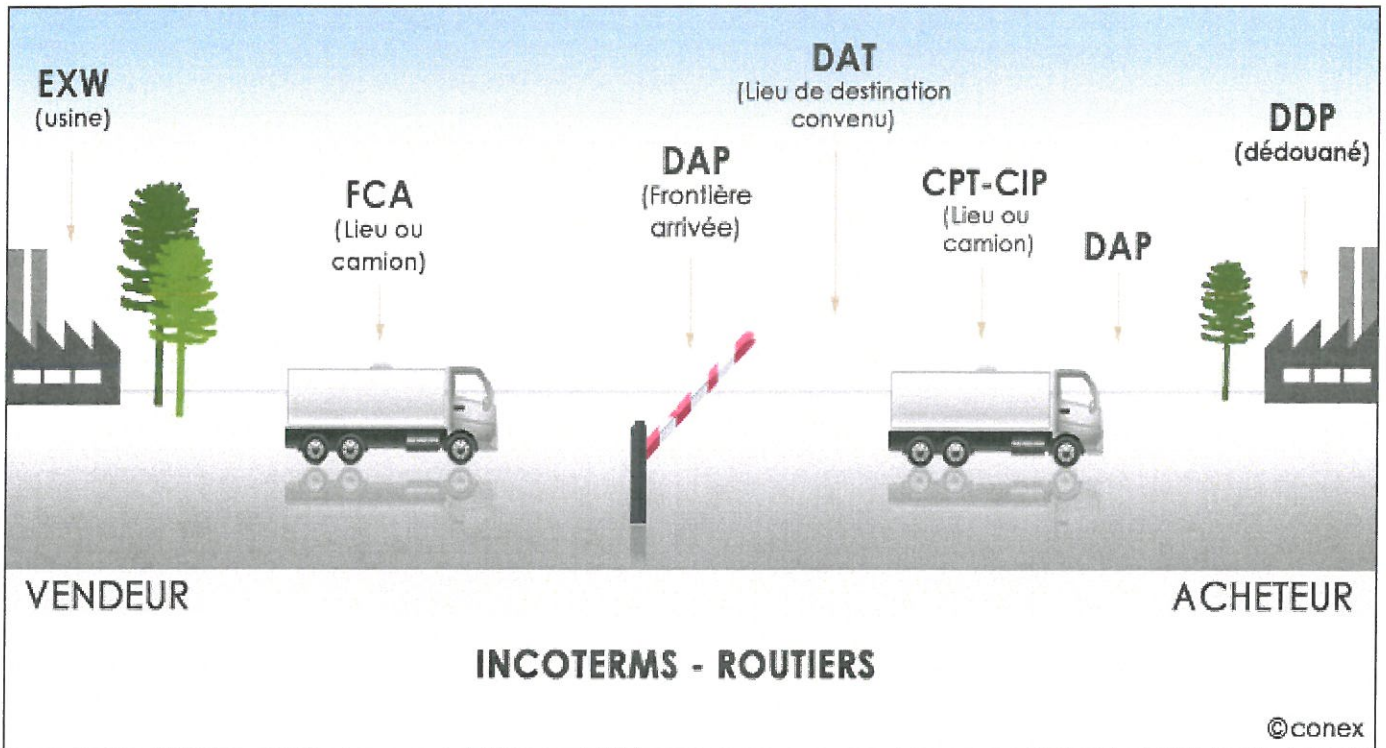 EXW
(usine)
FCA
(Lieu ou
camion)
DAP
(Frontière
arrivée)
DAT
(Lieu de destination
convenu)
CPT-CIP
(Lieu ou
camion)
DAP
DDP
(dédouané)
VENDEUR
ACHETEUR
INCOTERMS - ROUTIERS
©conex